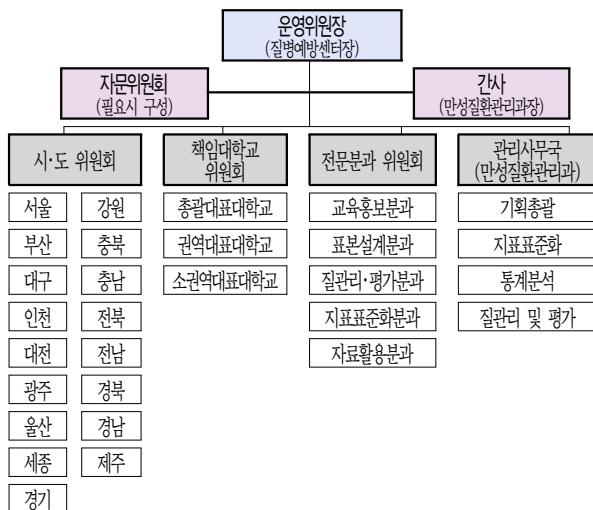 운영위원장
(질병예방센터장)
자문위원회
(필요시 구성)
간사
(만성질환관리과장)
시·도 위원회
책임대학교
위원회
전문분과 위원회
관리사무국
(만성질환관리과)
서울
강원
부산
충북
대구
충남
인천
전북
대전
전남
광주
경북
울산
경남
세종
제주
경기
총괄대표대학교
권역대표대학교
소권역대표대학교
교육홍보분과
표본설계분과
질관리·평가분과
지표표준화분과
자료활용분과
기획총괄
지표표준화
통계분석
질관리 및 평가